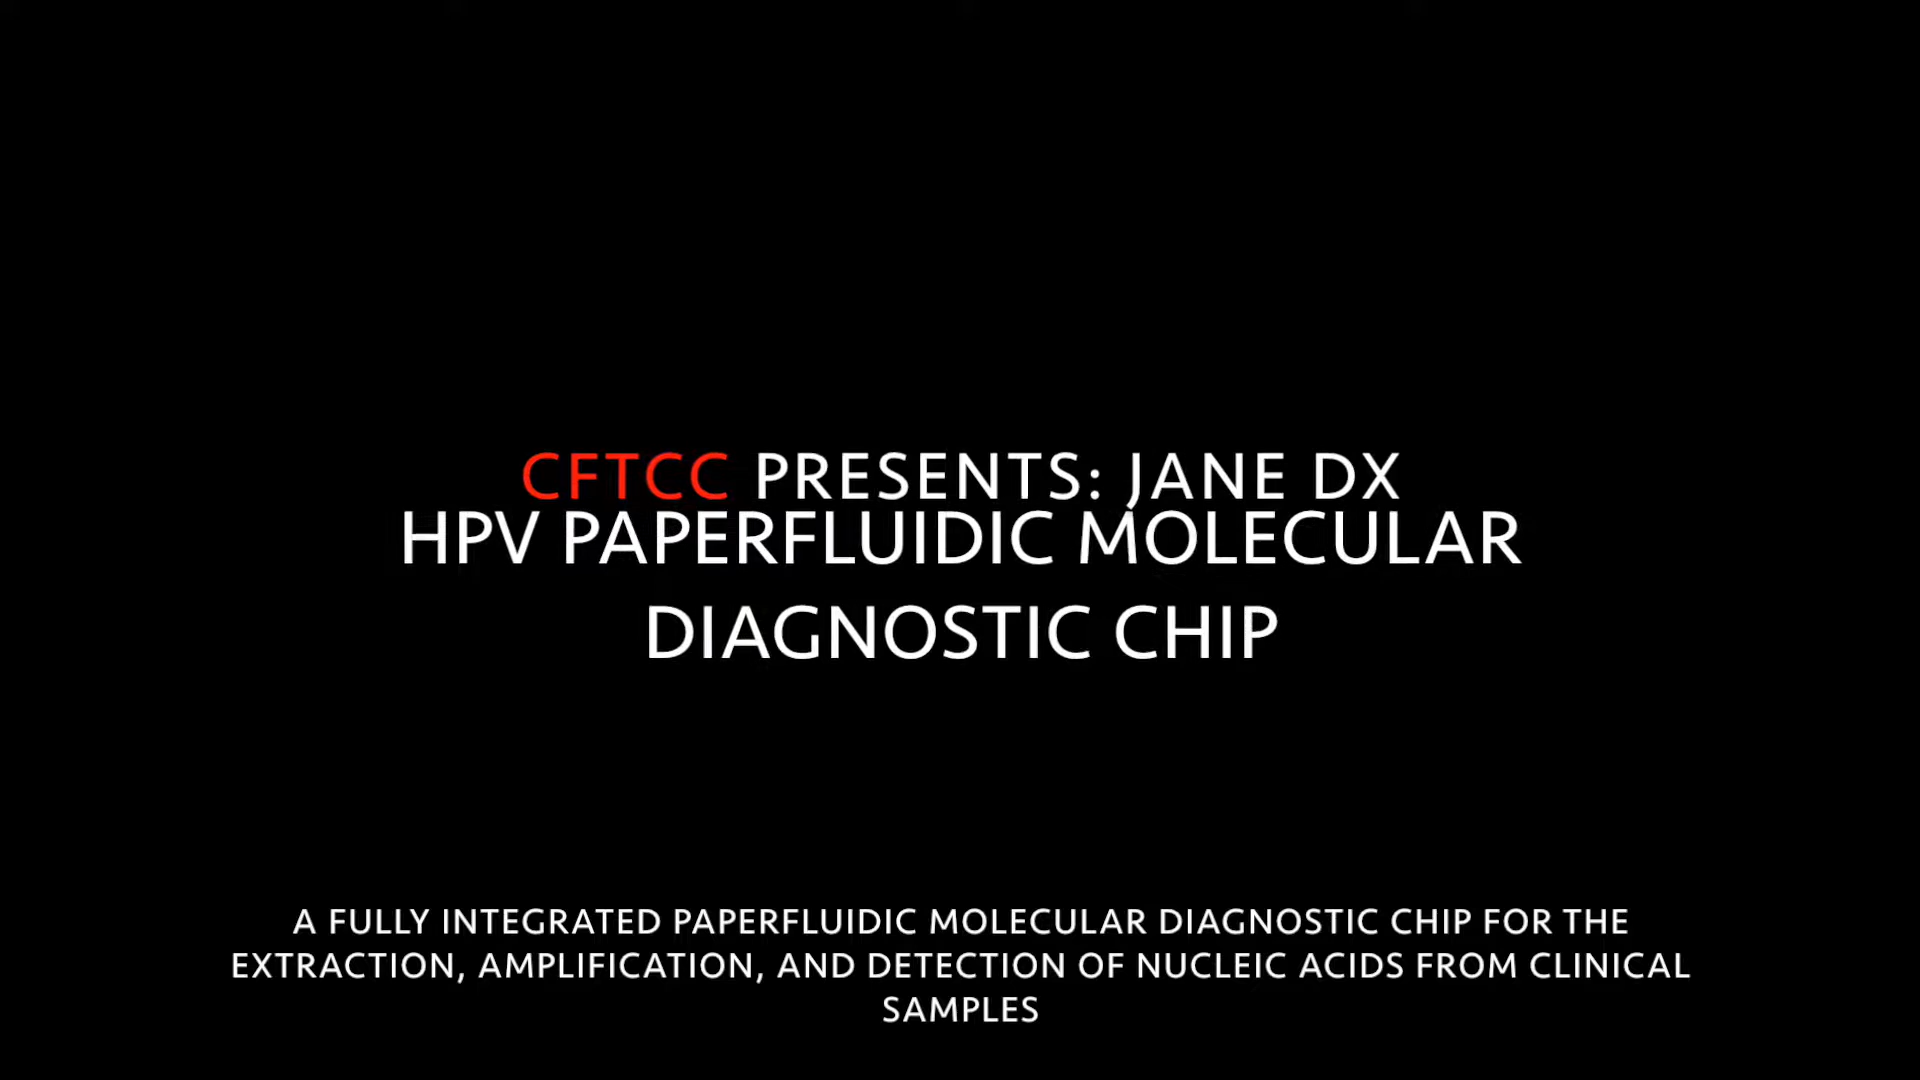 CFTCC PRESENTS: JANE DX
HPV PAPERFLUIDIC MOLECULAR
DIAGNOSTIC CHIP
A FULLY INTEGRATED PAPERFLUIDIC MOLECULAR DIAGNOSTIC CHIP FOR THE
EXTRACTION, AMPLIFICATION, AND DETECTION OF NUCLEIC ACIDS FROM CLINICAL
SAMPLES